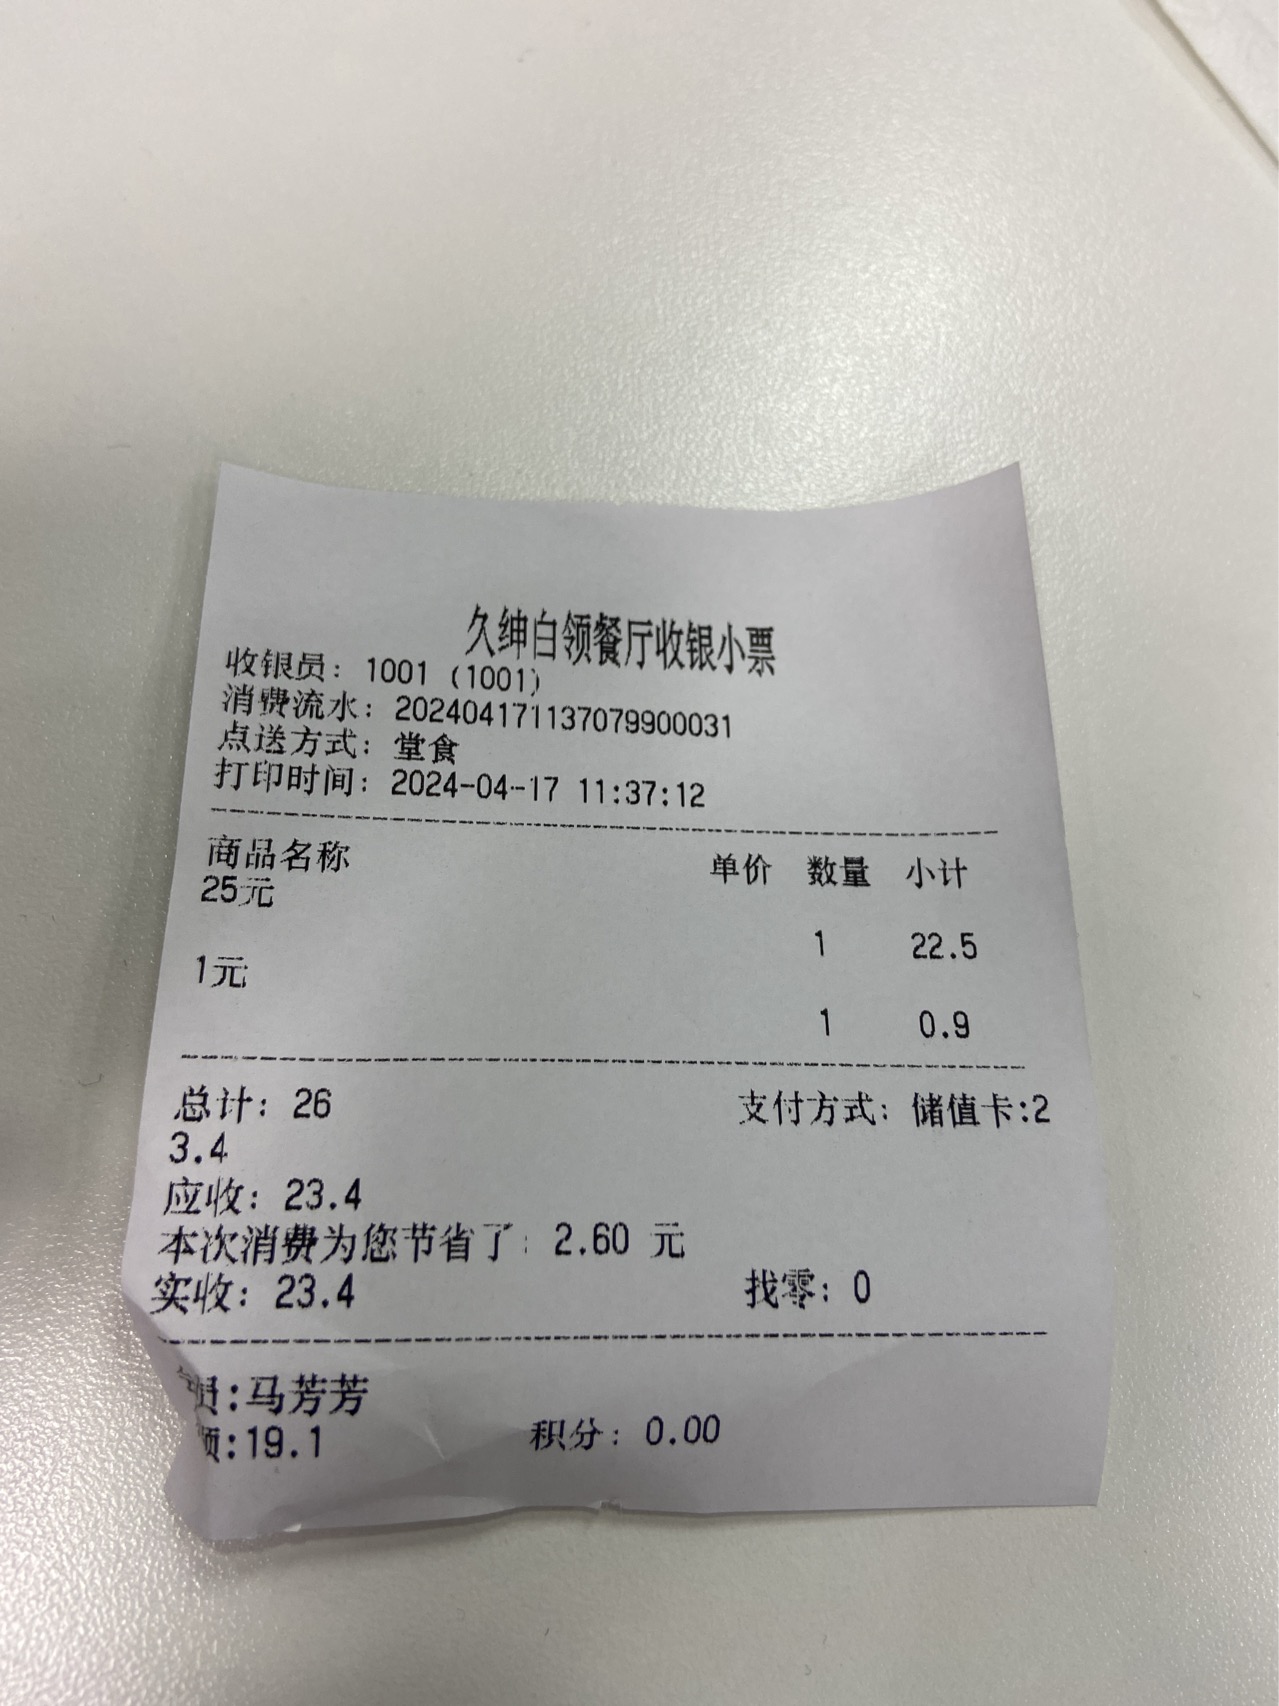 久绅白领餐厅收银小票
收银员：1001（1001）
消费流水：202404171137079900031
点送方式：堂食
打印时间：2024-04-17 11:37:12
商品名称 单价 数量 小计
25元
1 22.5
1元
1 0.9
总计：26 支付方式：储值卡:2
3.4
应收：23.4
本次消费为您节省了：2.60 元
实收：23.4 找零：0
员:马芳芳
额:19.1 积分：0.00